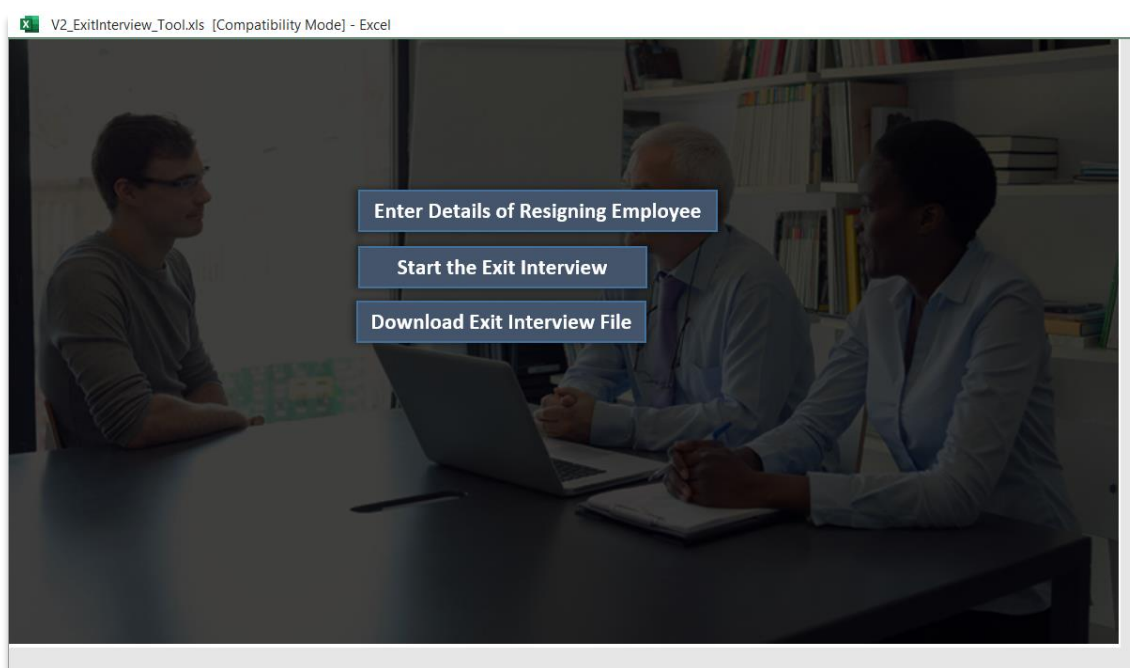 V2_ExitInterview_Tool.xls [Compatibility Mode] - Excel
Enter Details of Resigning Employee
Start the Exit Interview
Download Exit Interview File